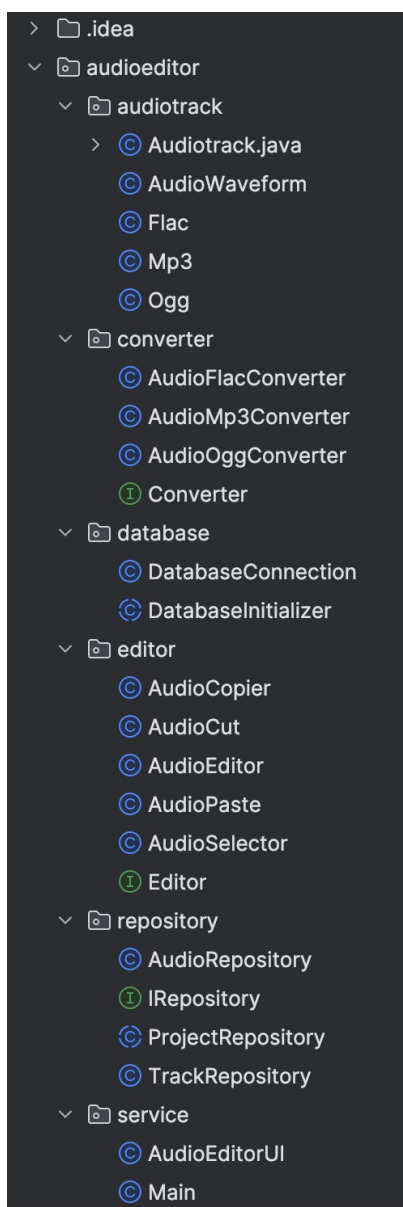 .idea
audioeditor
audiotrack
Audiotrack.java
AudioWaveform
Flac
Mp3
Ogg
converter
AudioFlacConverter
AudioMp3Converter
AudioOggConverter
Converter
database
DatabaseConnection
DatabaseInitializer
editor
AudioCopier
AudioCut
AudioEditor
AudioPaste
AudioSelector
Editor
repository
AudioRepository
IRepository
ProjectRepository
TrackRepository
service
AudioEditorUI
Main